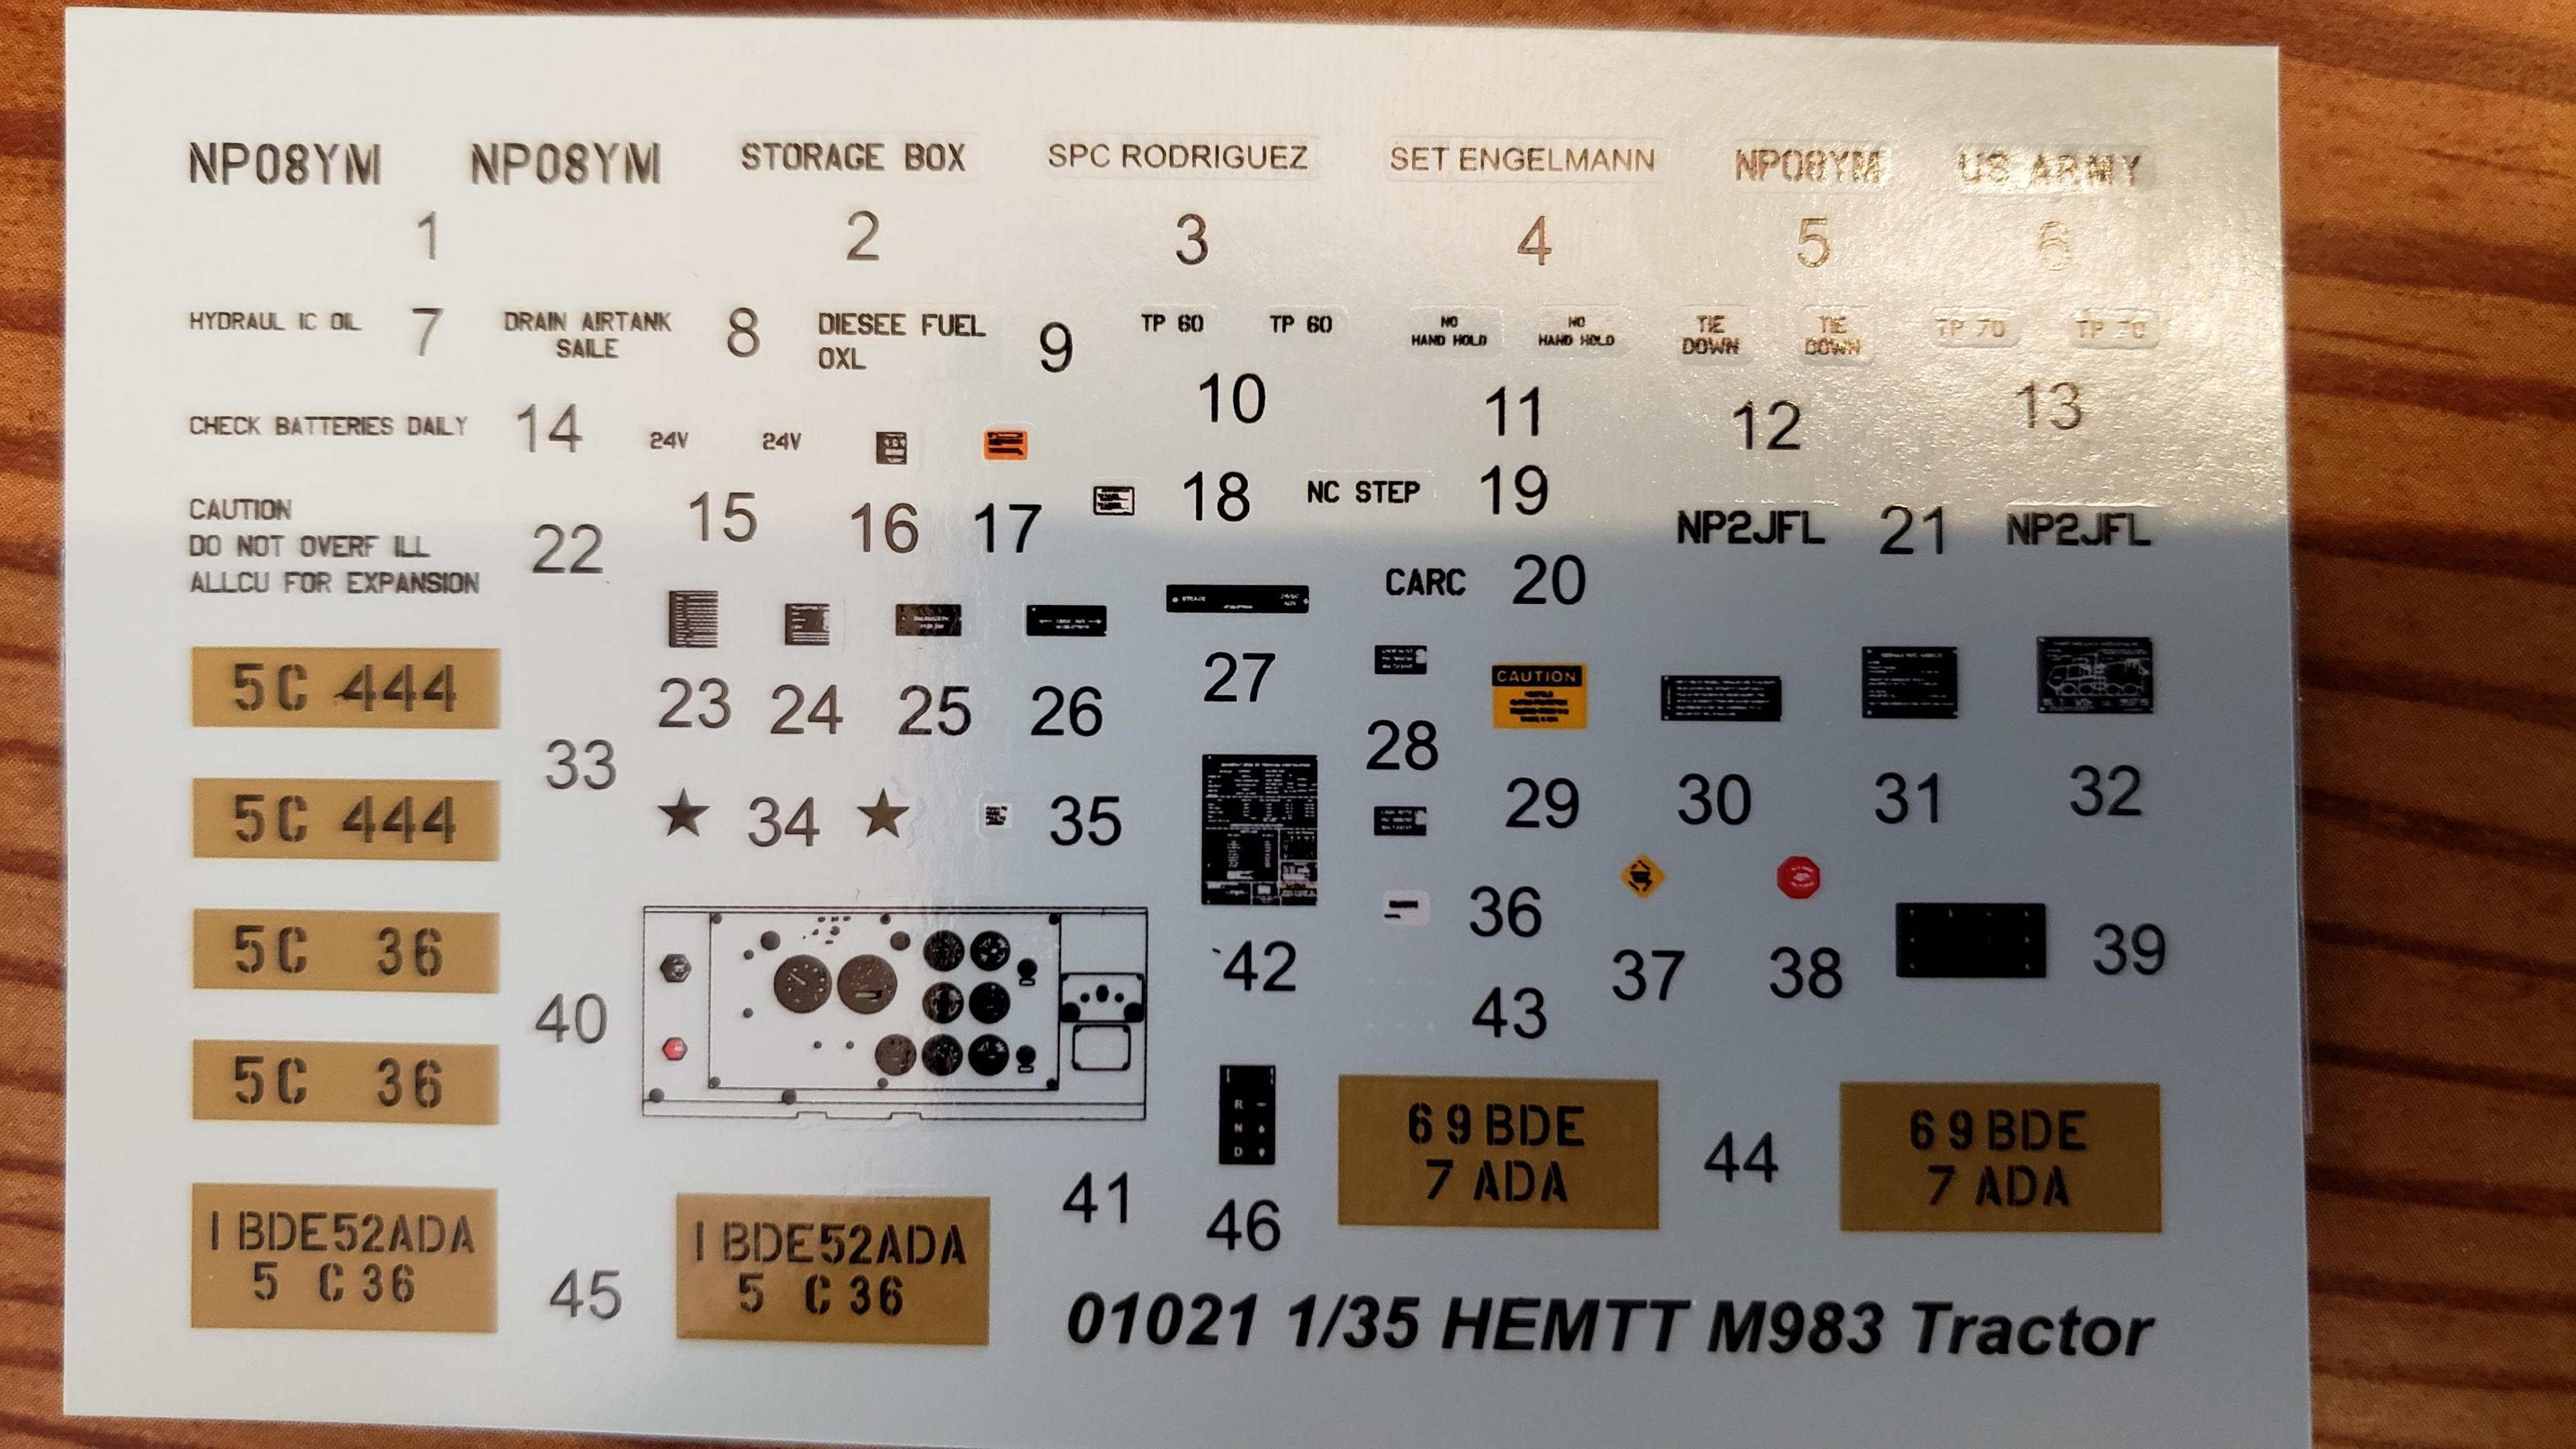 NP08YM NP08YM STORAGE BOX SPC RODRIGUEZ SET ENGELMANN NP08YM US ARMY
1 2 3 4 5 6
HYDRAUL IC OIL 7 DRAIN AIRTANK 8 DIESEE FUEL 9 TP 60 TP 60 NO NO TIE TIE TP 70 TP 70
SAILE OXL HAND HOLD HAND HOLD DOWN DOWN
10 11 12 13
CHECK BATTERIES DAILY 14 24V 24V
15 16 17 18 NC STEP 19
CAUTION
DO NOT OVERF ILL 22 NP2JFL 21 NP2JFL
ALLCU FOR EXPANSION
CARC 20
5C 444
23 24 25 26 27 28
CAUTION
29 30 31 32
33
5C 444
34 35
36 37 38 39
5C 36
40 42 43
5C 36
R
N
D
41 46
69 BDE 44 69 BDE
7 ADA 7 ADA
1 BDE52ADA 1 BDE52ADA
5 C 36 45 5 C 36
01021 1/35 HEMTT M983 Tractor